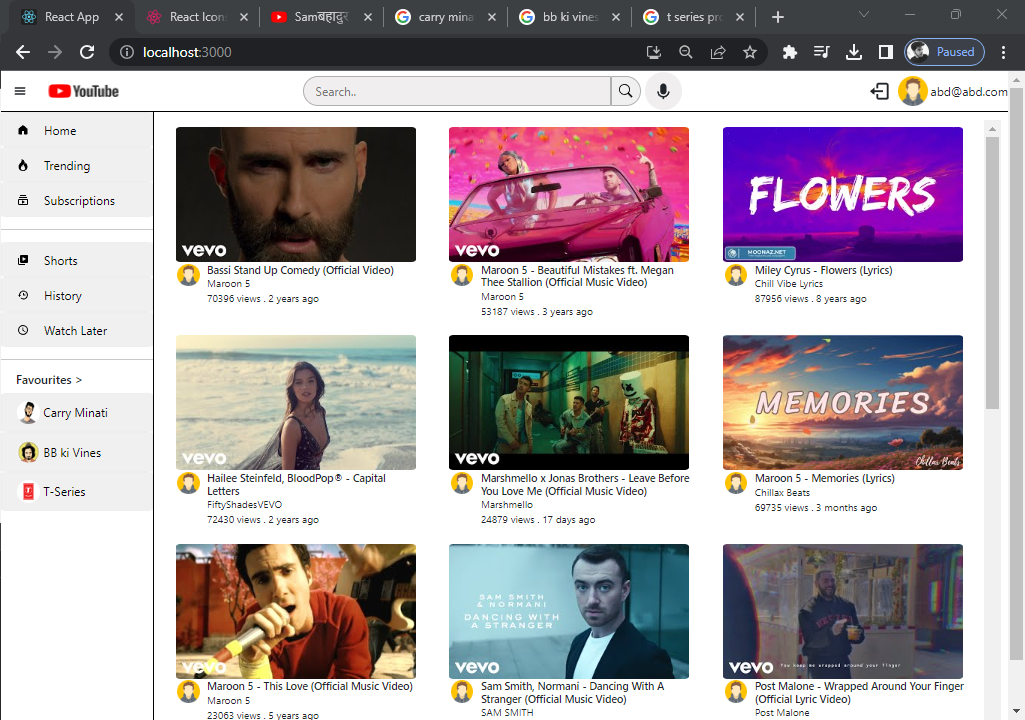 React App
React Icon
Samबहादुर
carry mina
bb ki vines
t series pro
localhost:3000
Paused
YouTube
Search..
abd@abd.com
Home
Trending
Subscriptions
Shorts
History
Watch Later
Favourites >
Carry Minati
BB ki Vines
T-Series
vevo
Bassi Stand Up Comedy (Official Video)
Maroon 5
70396 views . 2 years ago
vevo
Maroon 5 - Beautiful Mistakes ft. Megan
Thee Stallion (Official Music Video)
Maroon 5
53187 views . 3 years ago
FLOWERS
MOONAZ.NET
Miley Cyrus - Flowers (Lyrics)
Chill Vibe Lyrics
87956 views . 8 years ago
vevo
Hailee Steinfeld, BloodPop® - Capital
Letters
FiftyShadesVEVO
72430 views . 2 years ago
vevo
Marshmello x Jonas Brothers - Leave Before
You Love Me (Official Music Video)
Marshmello
24879 views . 17 days ago
MEMORIES
Chillax Beats
Maroon 5 - Memories (Lyrics)
Chillax Beats
69735 views . 3 months ago
vevo
Maroon 5 - This Love (Official Music Video)
Maroon 5
23063 views . 5 years ago
SAM SMITH
& NORMANI
DANCING WITH
A STRANGER
vevo
Sam Smith, Normani - Dancing With A
Stranger (Official Music Video)
SAM SMITH
You keep me wrapped around your finger
vevo
Post Malone - Wrapped Around Your Finger
(Official Lyric Video)
Post Malone